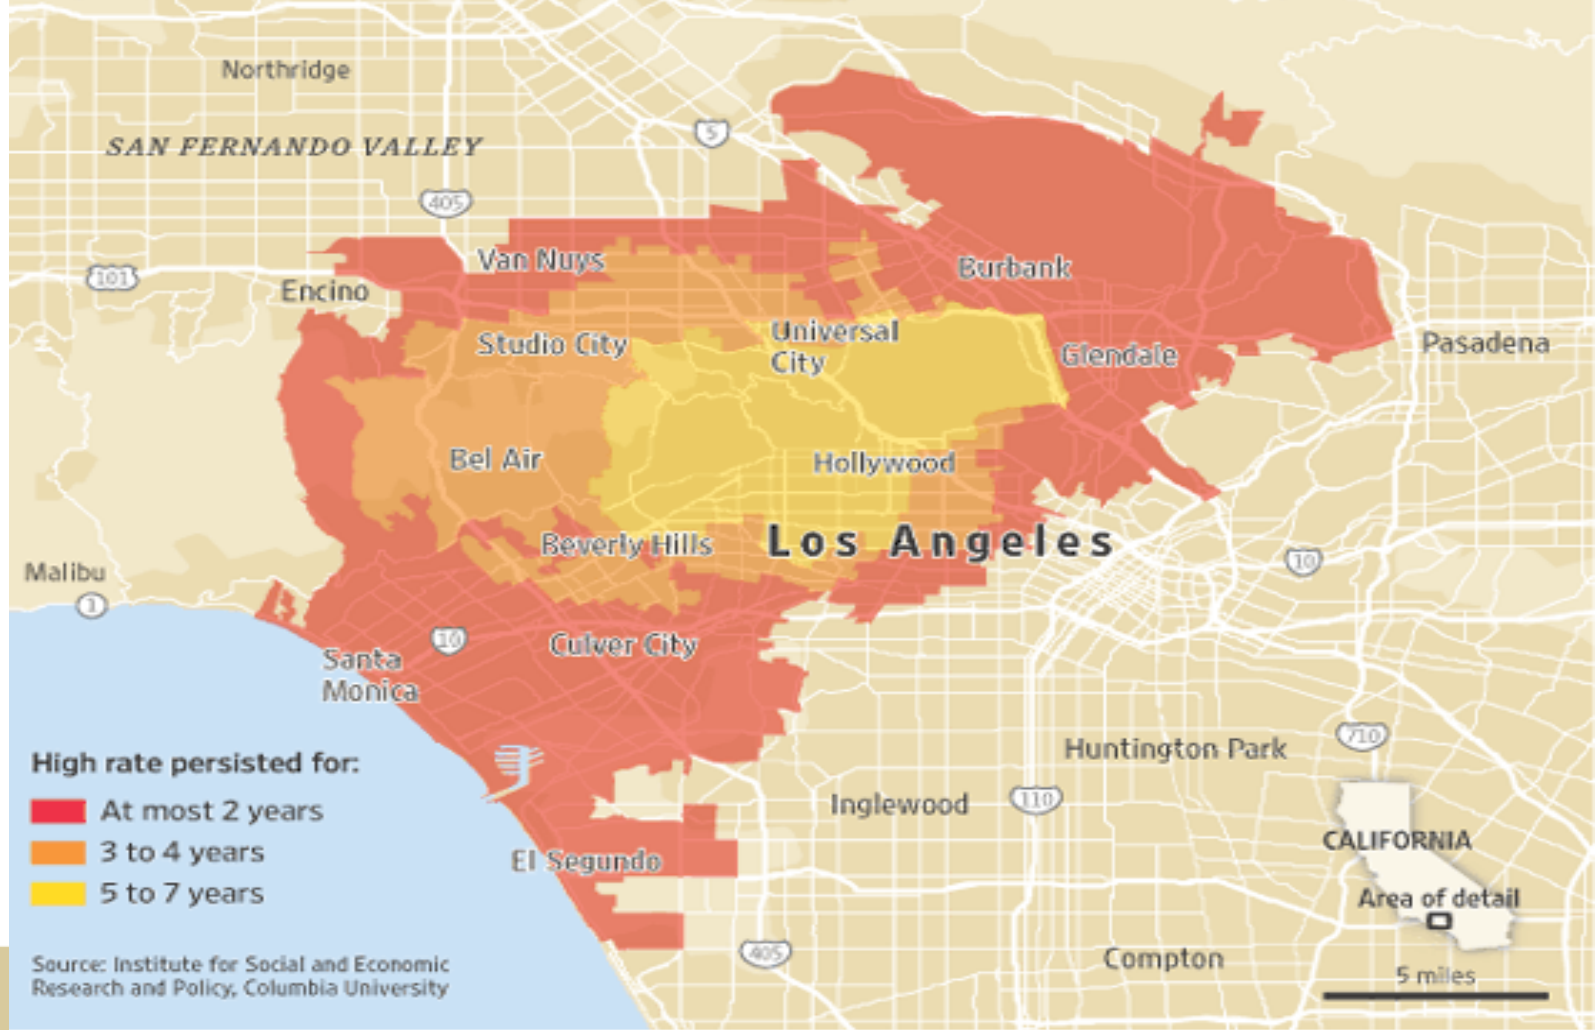 Northridge
SAN FERNANDO VALLEY
5
405
101
Encino
Van Nuys
Burbank
Studio City
Universal
City
Glendale
Pasadena
Bel Air
Hollywood
Beverly Hills
Los Angeles
10
Malibu
1
10
Culver City
Santa
Monica
High rate persisted for:
At most 2 years
3 to 4 years
5 to 7 years
Huntington Park
710
Inglewood
110
El Segundo
CALIFORNIA
Area of detail
405
Compton
5 miles
Source: Institute for Social and Economic
Research and Policy, Columbia University